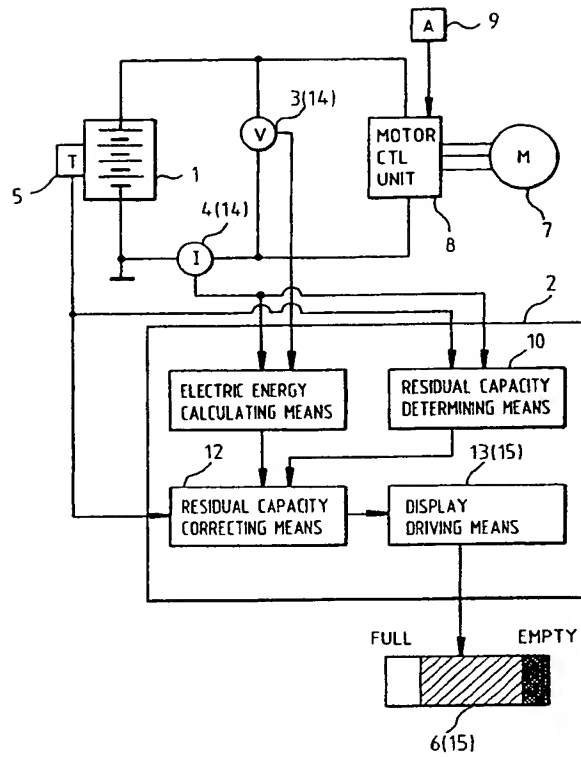 A
9
3(14)
V
MOTOR
CTL
UNIT
M
T
5
1
4(14)
8
7
I
2
10
ELECTRIC ENERGY
CALCULATING MEANS
RESIDUAL CAPACITY
DETERMINING MEANS
12
13(15)
RESIDUAL CAPACITY
CORRECTING MEANS
DISPLAY
DRIVING MEANS
FULL
EMPTY
6(15)